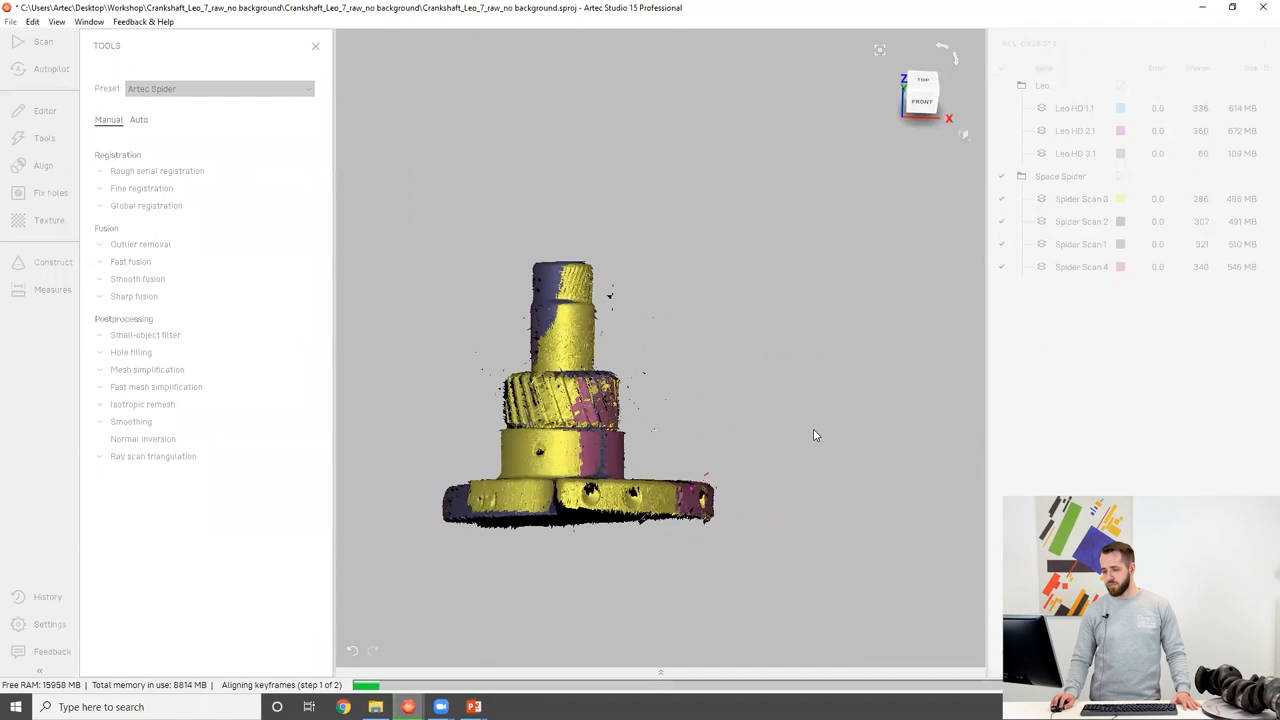 * C:\Users\Artec\Desktop\Workshop\Crankshaft_Leo_7_raw_no background\Crankshaft_Leo_7_raw_no background\Crankshaft_Leo_7_raw_no background.sproj - Artec Studio 15 Professional
File Edit View Window Feedback & Help
Scan
Autopilot
Editor
Tools
Align
Fix holes
Texture
Construct
Measures
History
Settings
Feedback
TOOLS
Preset: Artec Spider
Manual Auto
Registration
Rough serial registration
Fine registration
Global registration
Fusion
Outlier removal
Fast fusion
Smooth fusion
Sharp fusion
Postprocessing
Small-object filter
Hole filling
Mesh simplification
Fast mesh simplification
Isotropic remesh
Smoothing
Normal inversion
Ray scan triangulation
Z
TOP
FRONT
X
ALL OBJECTS
Name Error Frames Size
Leo
Leo HD 1.1 0.0 336 614 MB
Leo HD 2.1 0.0 366 672 MB
Leo HD 3.1 0.0 60 109 MB
Space Spider
Spider Scan 3 0.0 286 486 MB
Spider Scan 2 0.0 307 491 MB
Spider Scan 1 0.0 321 510 MB
Spider Scan 4 0.0 340 546 MB
Free RAM: 15958 MB | Total memory in use: 8814 MB | Aligning keyframes (step 1 of 2)
Type here to search